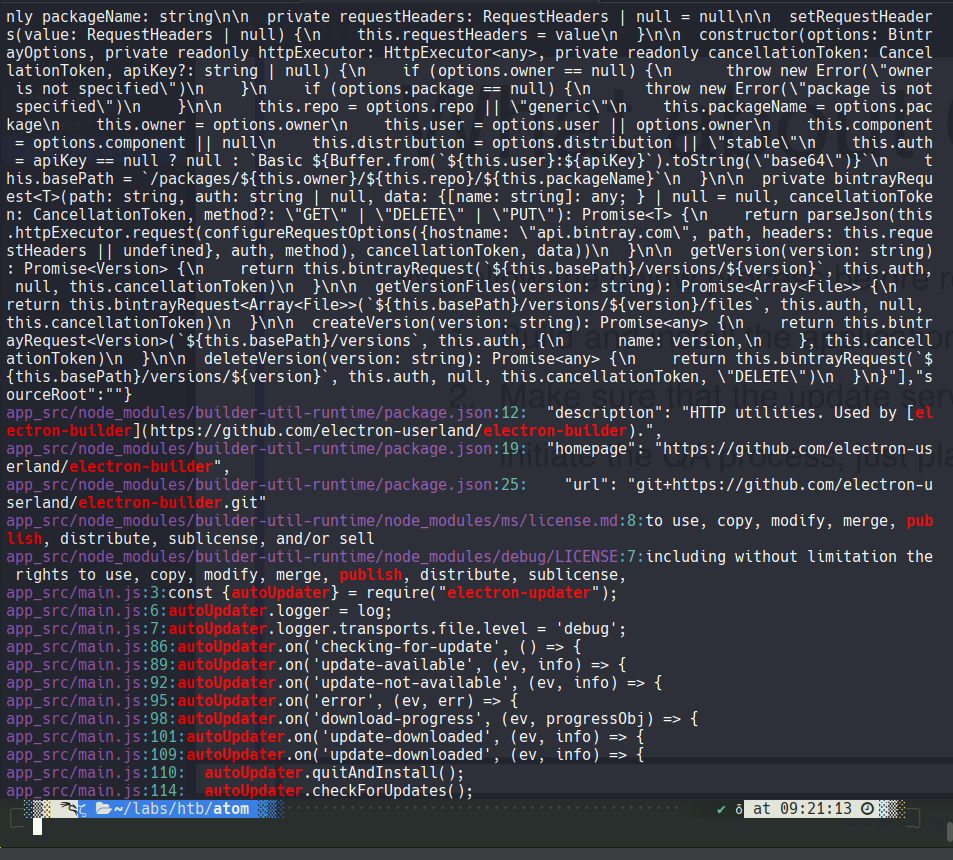 nly packageName: string\n\n  private requestHeaders: RequestHeaders | null = null\n\n  setRequestHeader
s(value: RequestHeaders | null) {\n    this.requestHeaders = value\n  }\n\n  constructor(options: Bintr
ayOptions, private readonly httpExecutor: HttpExecutor<any>, private readonly cancellationToken: Cancel
lationToken, apiKey?: string | null) {\n    if (options.owner == null) {\n      throw new Error(\"owner
 is not specified\")\n    }\n    if (options.package == null) {\n      throw new Error(\"package is not
 specified\")\n    }\n\n    this.repo = options.repo || \"generic\"\n    this.packageName = options.pac
kage\n    this.owner = options.owner\n    this.user = options.user || options.owner\n    this.component
 = options.component || null\n    this.distribution = options.distribution || \"stable\"\n    this.auth
 = apiKey == null ? null : `Basic ${Buffer.from(`${this.user}:${apiKey}`).toString(\"base64\")}`\n    t
his.basePath = `/packages/${this.owner}/${this.repo}/${this.packageName}`\n  }\n\n  private bintrayRequ
est<T>(path: string, auth: string | null, data: {[name: string]: any; } | null = null, cancellationToke
n: CancellationToken, method?: \"GET\" | \"DELETE\" | \"PUT\"): Promise<T> {\n    return parseJson(this
.httpExecutor.request(configureRequestOptions({hostname: \"api.bintray.com\", path, headers: this.reque
stHeaders || undefined}, auth, method), cancellationToken, data))\n  }\n\n  getVersion(version: string)
: Promise<Version> {\n    return this.bintrayRequest(`${this.basePath}/versions/${version}`, this.auth,
 null, this.cancellationToken)\n  }\n\n  getVersionFiles(version: string): Promise<Array<File>> {\n
return this.bintrayRequest<Array<File>>(`${this.basePath}/versions/${version}/files`, this.auth, null,
this.cancellationToken)\n  }\n\n  createVersion(version: string): Promise<any> {\n    return this.bintr
ayRequest<Version>(`${this.basePath}/versions`, this.auth, {\n      name: version,\n    }, this.cancell
ationToken)\n  }\n\n  deleteVersion(version: string): Promise<any> {\n    return this.bintrayRequest(`$
{this.basePath}/versions/${version}`, this.auth, null, this.cancellationToken, \"DELETE\")\n  }\n}"],"s
ourceRoot":""}
app_src/node_modules/builder-util-runtime/package.json:12:  "description": "HTTP utilities. Used by [el
ectron-builder](https://github.com/electron-userland/electron-builder).",
app_src/node_modules/builder-util-runtime/package.json:19:  "homepage": "https://github.com/electron-us
erland/electron-builder",
app_src/node_modules/builder-util-runtime/package.json:25:    "url": "git+https://github.com/electron-u
serland/electron-builder.git"
app_src/node_modules/builder-util-runtime/node_modules/ms/license.md:8:to use, copy, modify, merge, pub
lish, distribute, sublicense, and/or sell
app_src/node_modules/builder-util-runtime/node_modules/debug/LICENSE:7:including without limitation the
 rights to use, copy, modify, merge, publish, distribute, sublicense,
app_src/main.js:3:const {autoUpdater} = require("electron-updater");
app_src/main.js:6:autoUpdater.logger = log;
app_src/main.js:7:autoUpdater.logger.transports.file.level = 'debug';
app_src/main.js:86:autoUpdater.on('checking-for-update', () => {
app_src/main.js:89:autoUpdater.on('update-available', (ev, info) => {
app_src/main.js:92:autoUpdater.on('update-not-available', (ev, info) => {
app_src/main.js:95:autoUpdater.on('error', (ev, err) => {
app_src/main.js:98:autoUpdater.on('download-progress', (ev, progressObj) => {
app_src/main.js:101:autoUpdater.on('update-downloaded', (ev, info) => {
app_src/main.js:109:autoUpdater.on('update-downloaded', (ev, info) => {
app_src/main.js:110:  autoUpdater.quitAndInstall();
app_src/main.js:114:  autoUpdater.checkForUpdates();
~/labs/htb/atom ✔ δ at 09:21:13